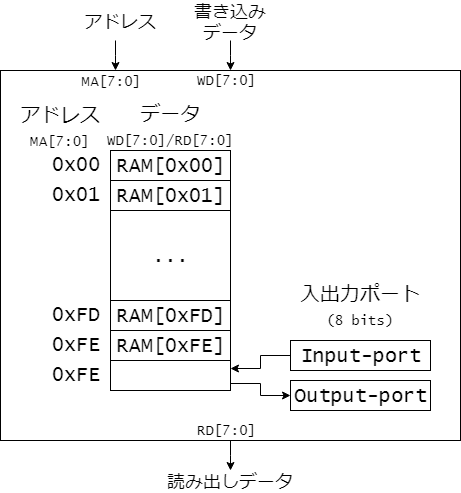 アドレス
書き込み
データ
MA[7:0]
WD[7:0]
アドレス
データ
MA[7:0]
WD[7:0]/RD[7:0]
0x00
RAM[0x00]
0x01
RAM[0x01]
...
0xFD
RAM[0xFD]
0xFE
RAM[0xFE]
0xFE
入出力ポート
(8 bits)
Input-port
Output-port
RD[7:0]
読み出しデータ